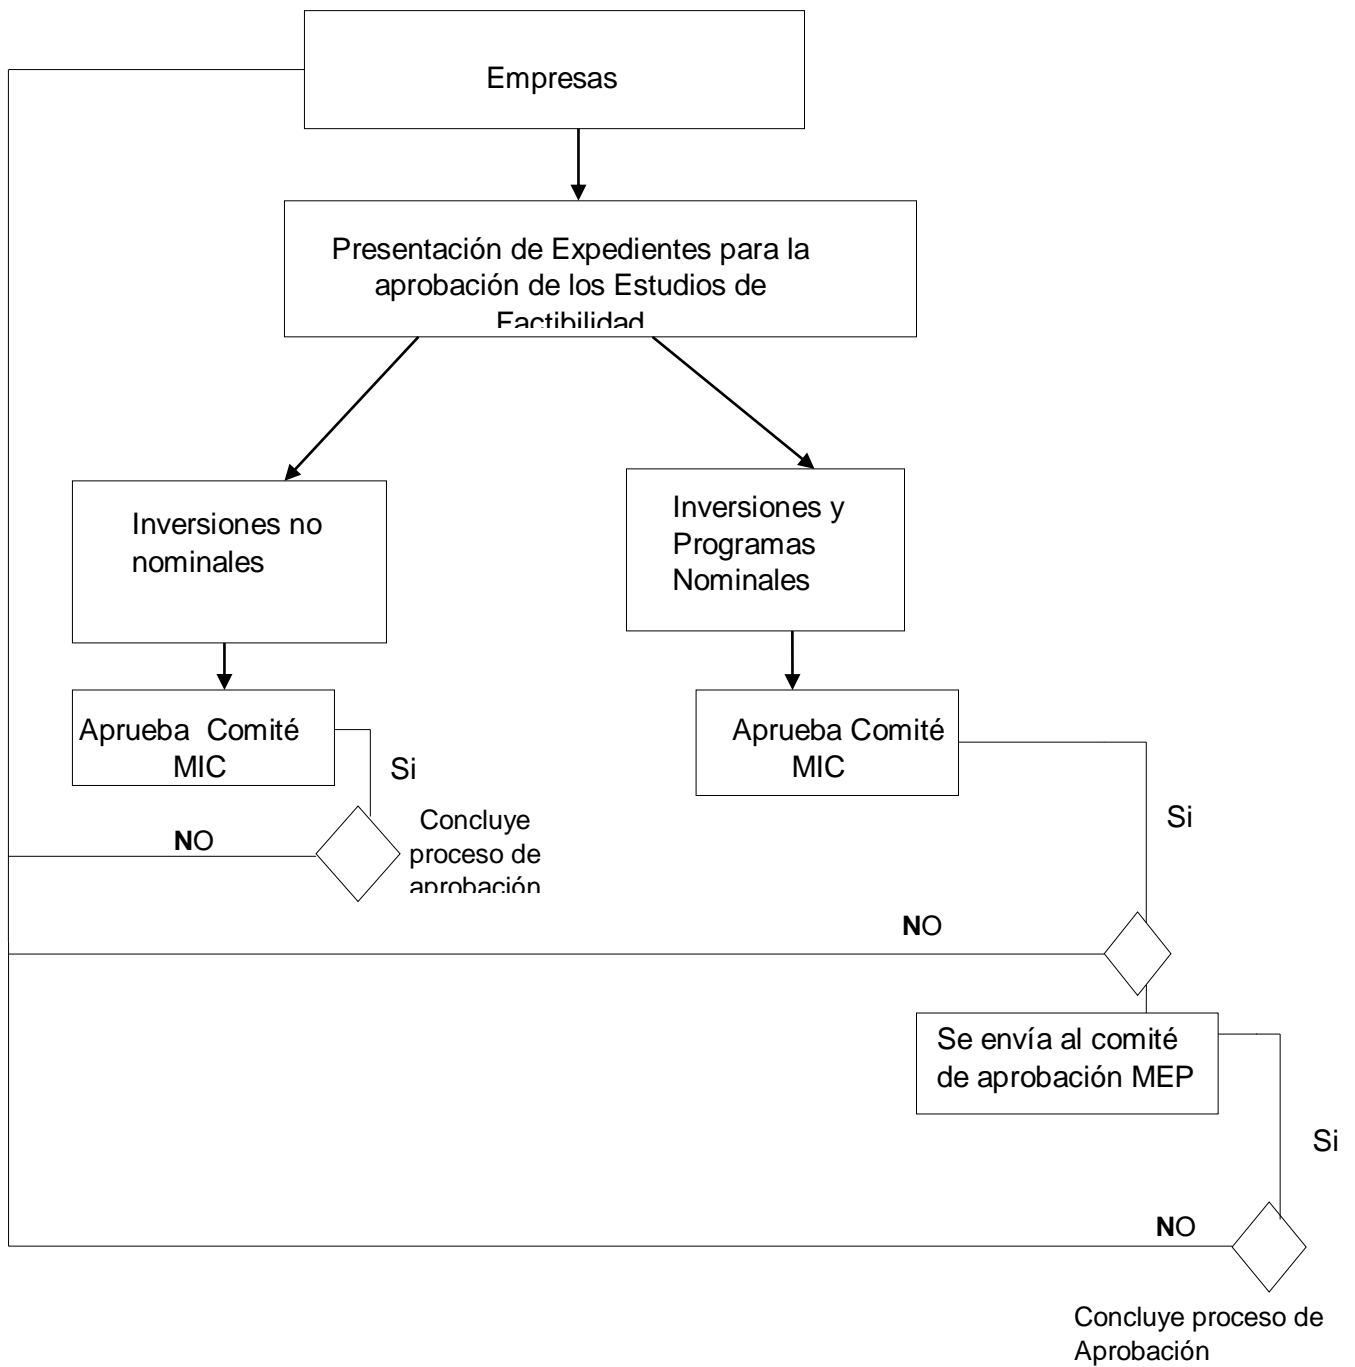 Empresas
Presentación de Expedientes para la
aprobación de los Estudios de
Factibilidad
Inversiones no
nominales
Inversiones y
Programas
Nominales
Aprueba Comité
MIC
Si
Aprueba Comité
MIC
Si
Concluye
proceso de
aprobación
NO
NO
Se envía al comité
de aprobación MEP
Si
NO
Concluye proceso de
Aprobación